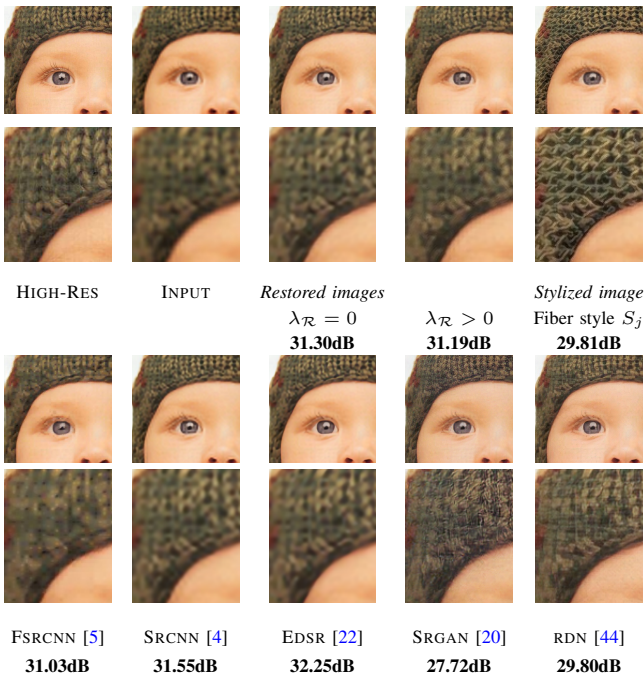 HIGH-RES INPUT Restored images Stylized image
λ_R = 0 λ_R > 0 Fiber style S_j
31.30dB 31.19dB 29.81dB
FSRCNN [5] SRCNN [4] EDSR [22] SRGAN [20] RDN [44]
31.03dB 31.55dB 32.25dB 27.72dB 29.80dB